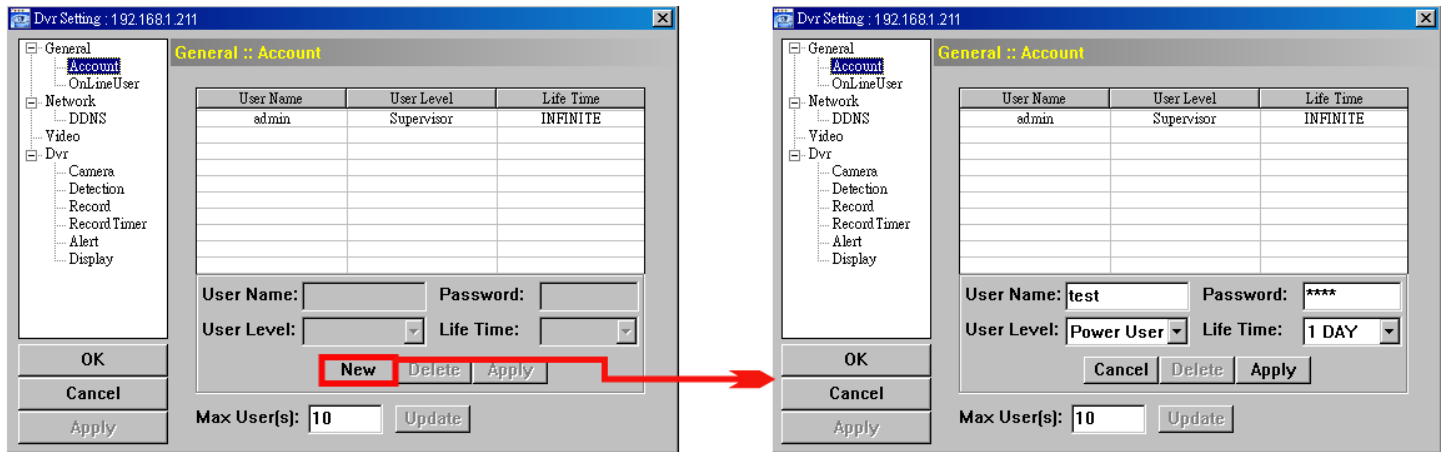 Dvr Setting : 192.168.1.211
General
Account
OnLineUser
Network
DDNS
Video
Dvr
Camera
Detection
Record
Record Timer
Alert
Display
OK
Cancel
Apply
General :: Account
User Name User Level Life Time
admin Supervisor INFINITE
User Name: Password:
User Level: Life Time:
New Delete Apply
Max User(s): 10 Update
Dvr Setting : 192.168.1.211
General
Account
OnLineUser
Network
DDNS
Video
Dvr
Camera
Detection
Record
Record Timer
Alert
Display
OK
Cancel
Apply
General :: Account
User Name User Level Life Time
admin Supervisor INFINITE
User Name: test Password: ****
User Level: Power User Life Time: 1 DAY
Cancel Delete Apply
Max User(s): 10 Update